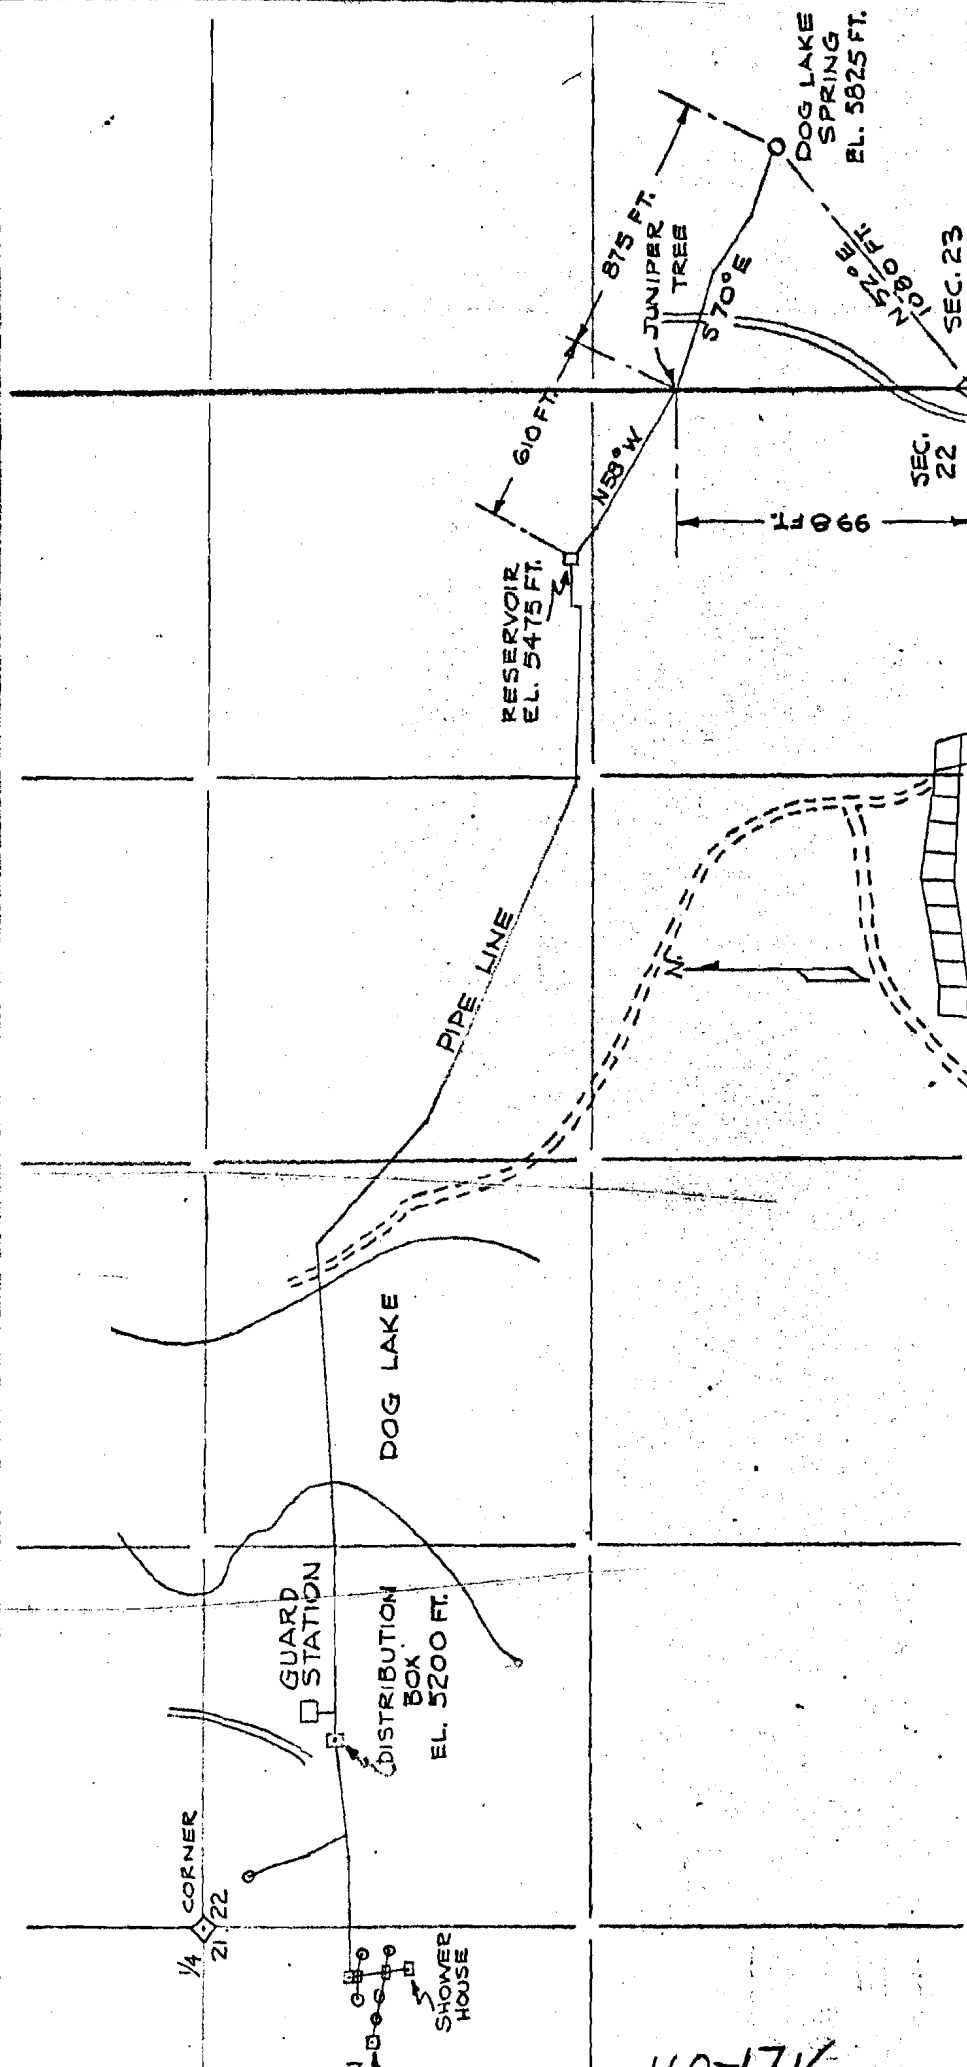 DOG LAKE
SPRING
EL. 5825 FT.
875 FT.
JUNIPER
TREE
S 70° E
N 52° E
1080 FT.
SEC. 23
SEC.
22
998 FT.
610 FT.
N 58° W
RESERVOIR
EL. 5475 FT.
PIPE LINE
N.
DOG LAKE
GUARD
STATION
DISTRIBUTION
BOX
EL. 5200 FT.
1/4 CORNER
21 22
SHOWER
HOUSE